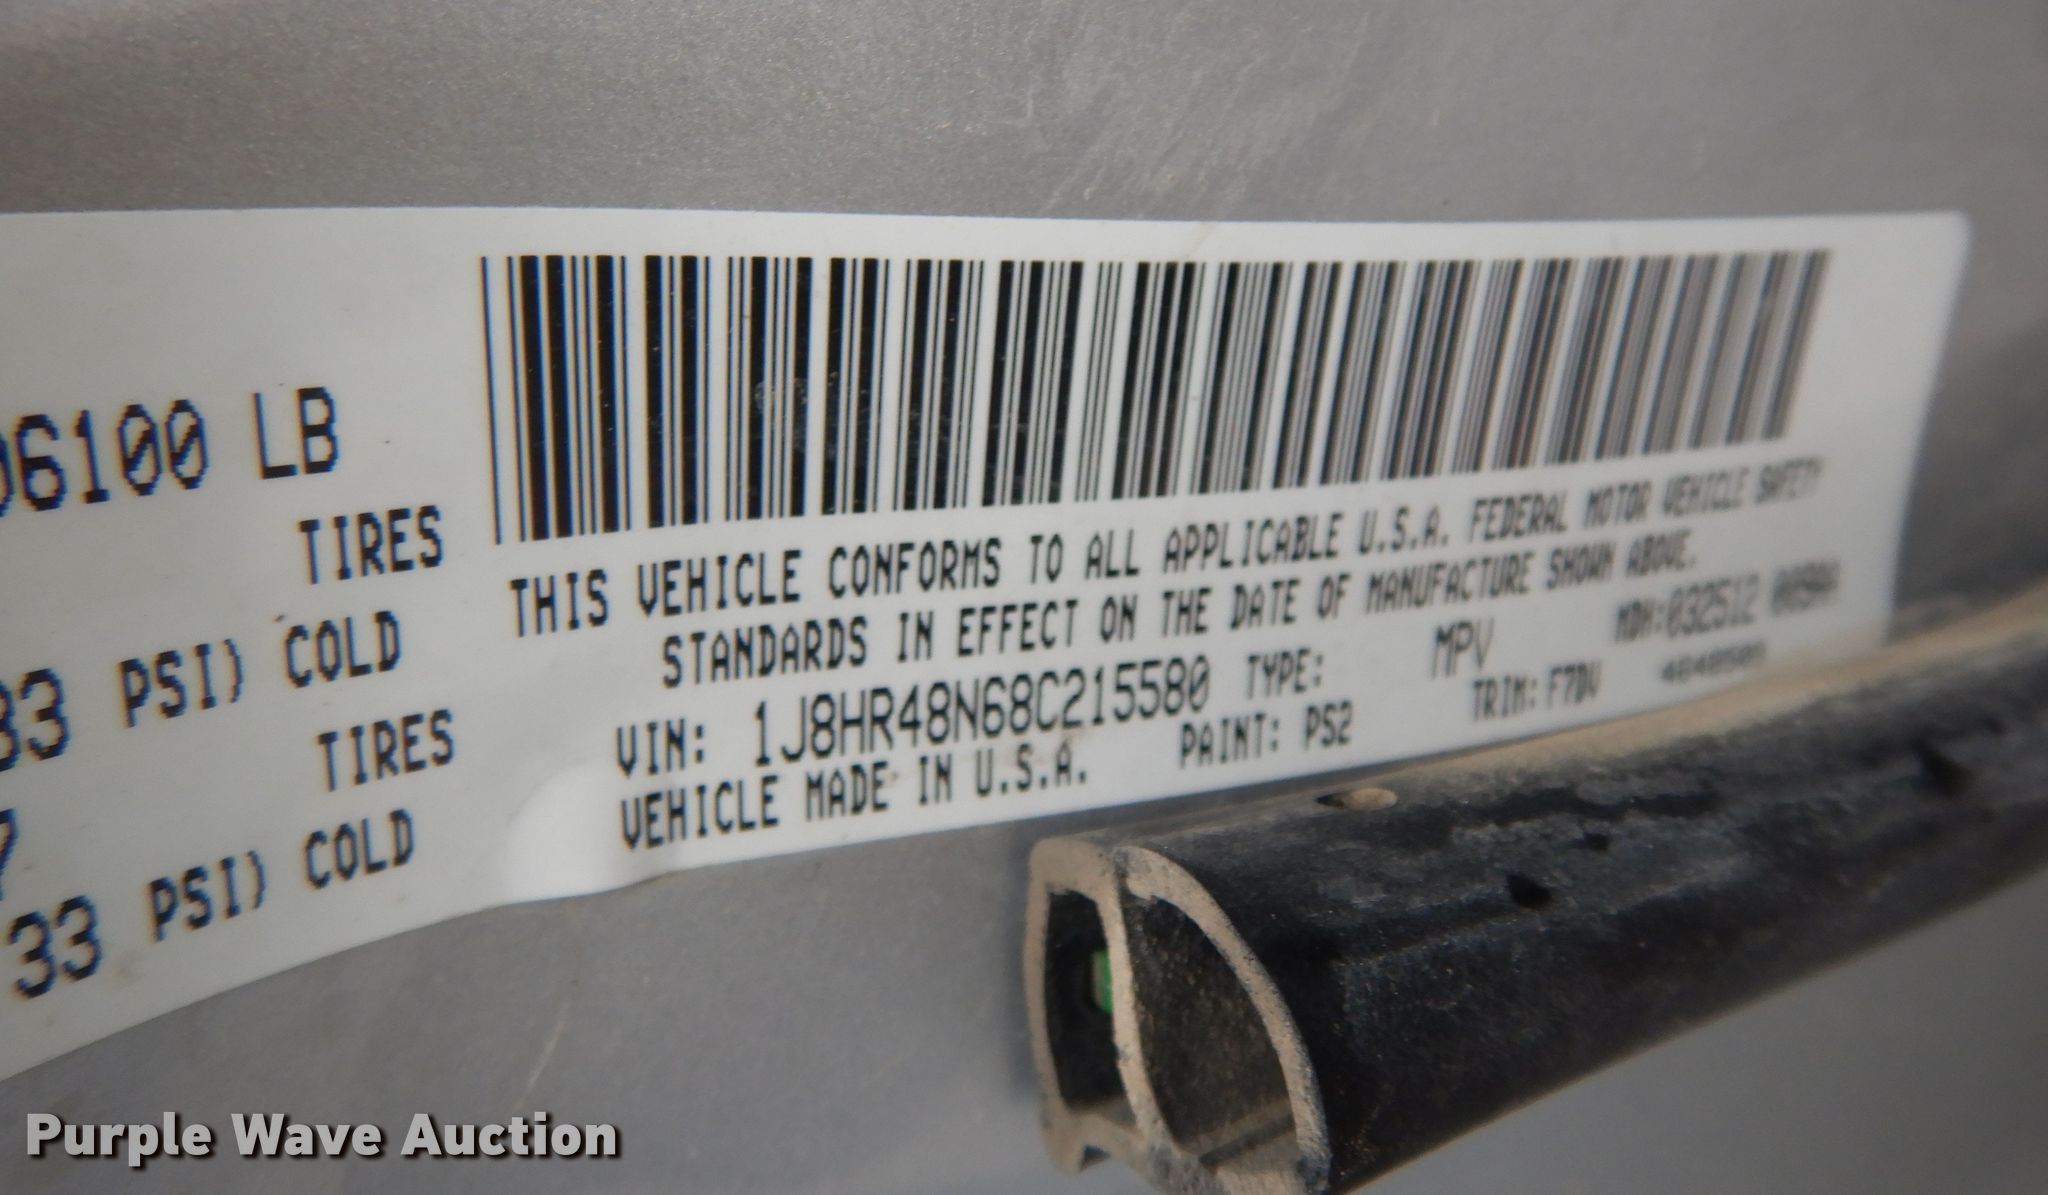 06100 LB
TIRES
33 PSI) COLD
TIRES
7
33 PSI) COLD
THIS VEHICLE CONFORMS TO ALL APPLICABLE U.S.A. FEDERAL MOTOR VEHICLE SAFETY
STANDARDS IN EFFECT ON THE DATE OF MANUFACTURE SHOWN ABOVE.
MDH:032512
VIN: 1J8HR48N68C215580 TYPE: MPV
VEHICLE MADE IN U.S.A. PAINT: PS2 TRIM: F7DV
Purple Wave Auction